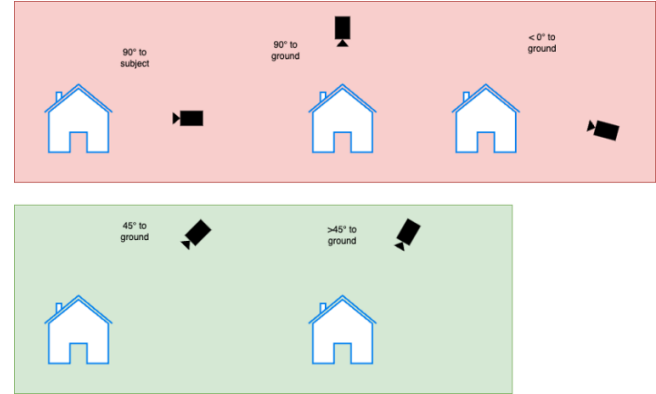 90° to
subject
90° to
ground
< 0° to
ground
45° to
ground
>45° to
ground